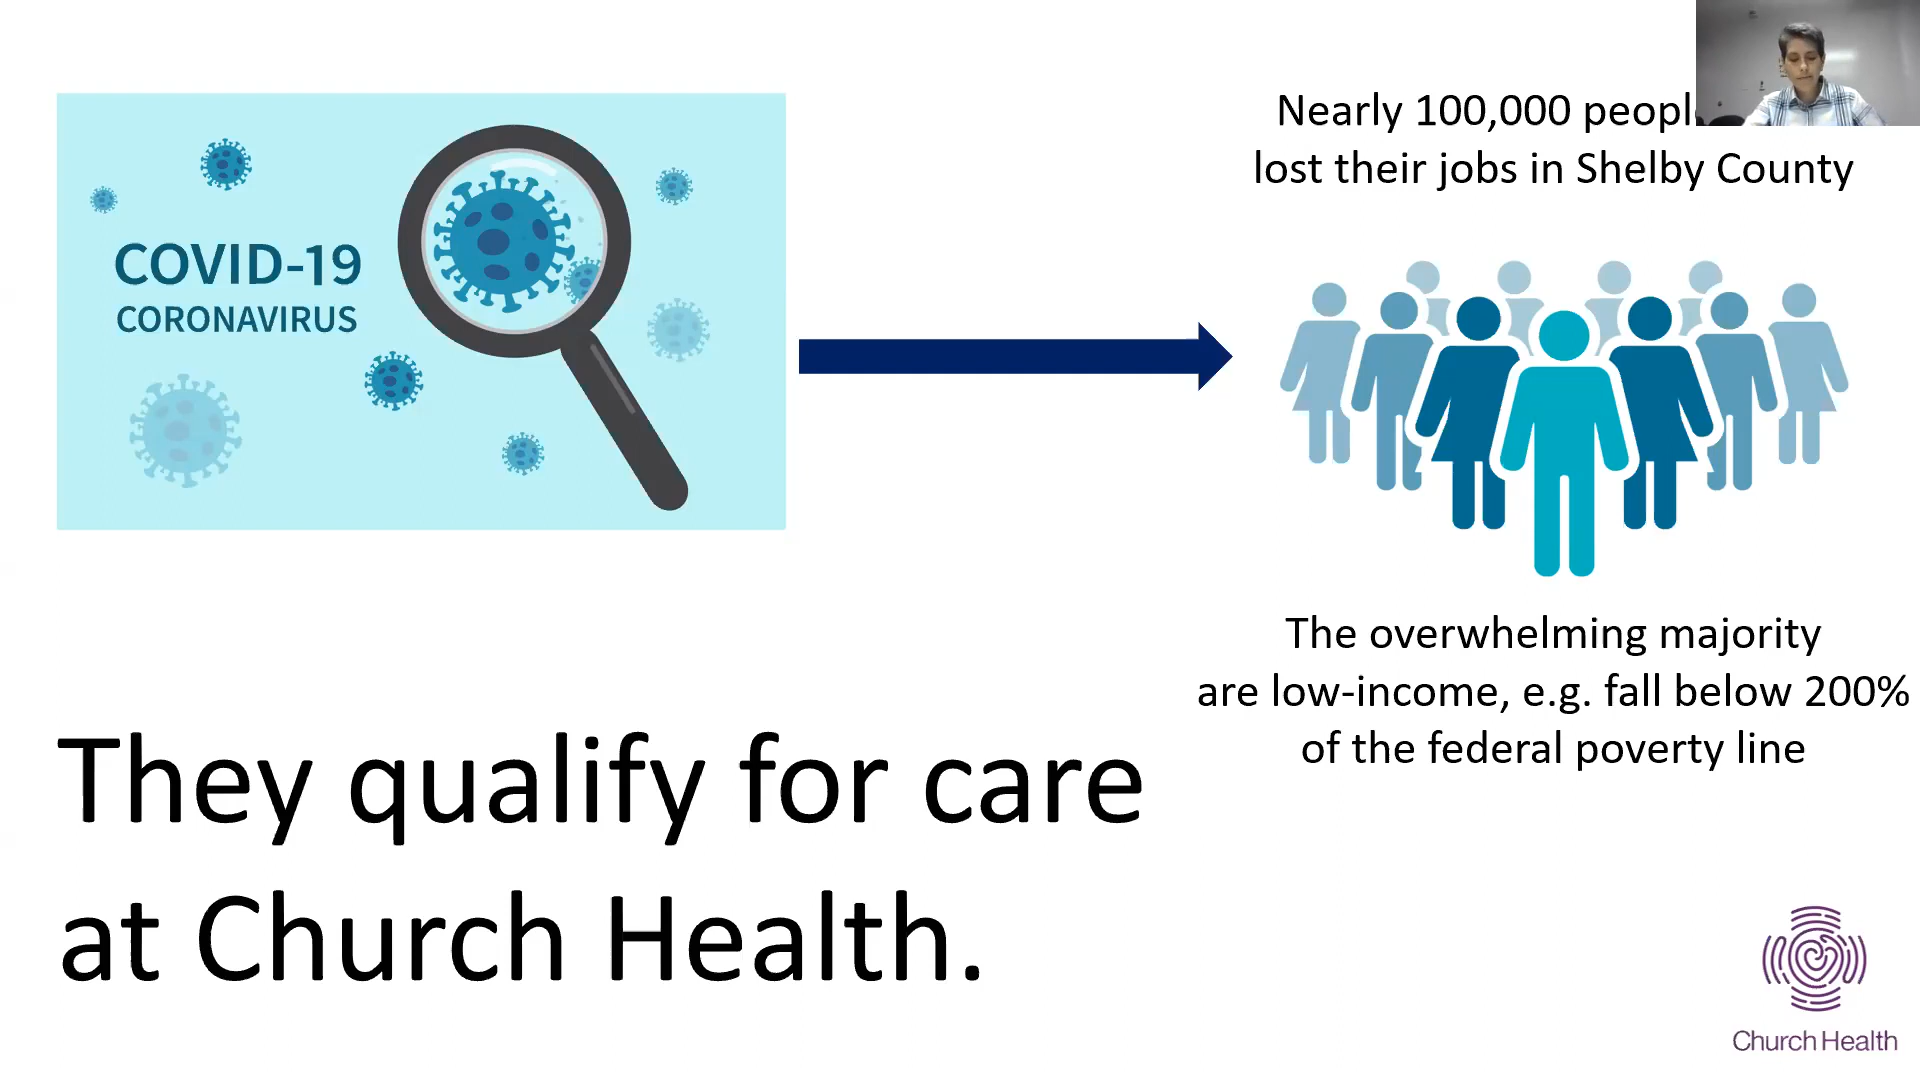 COVID-19
CORONAVIRUS
Nearly 100,000
lost their jobs in Shelby County
The overwhelming majority
are low-income, e.g. fall below 200%
of the federal poverty line
They qualify for care
at Church Health.
Church Health